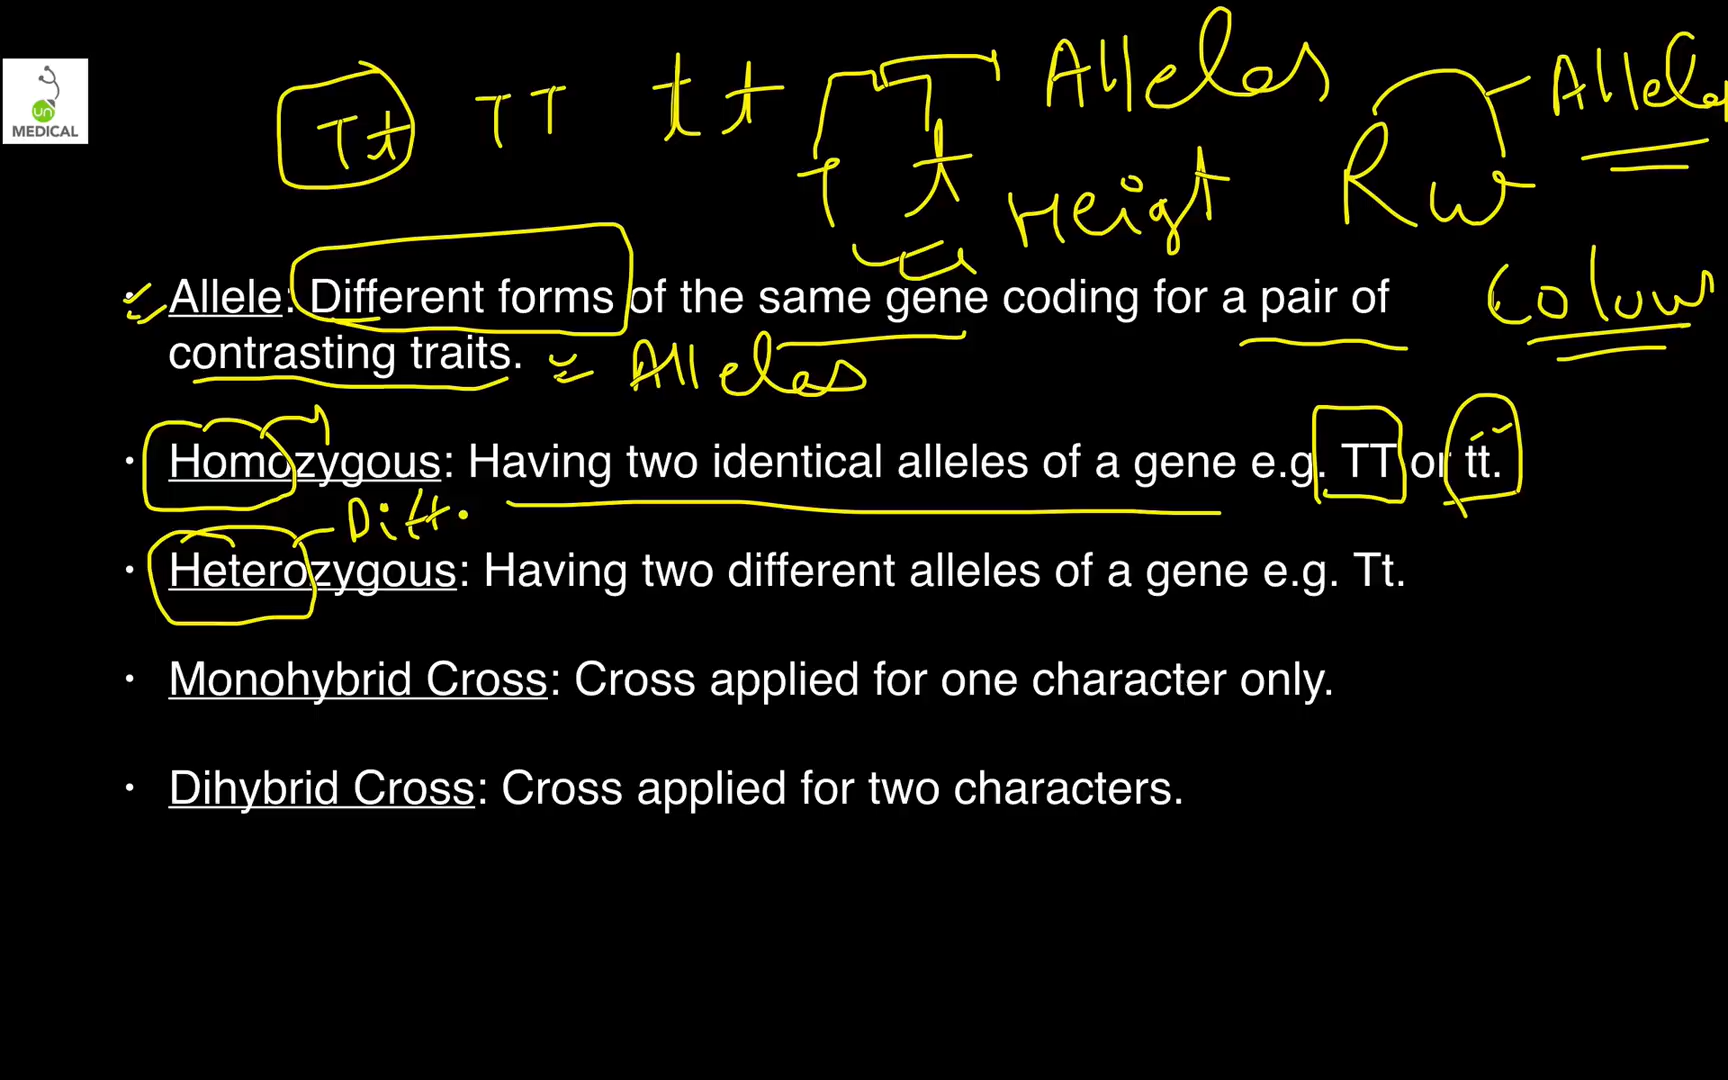 Tt TT tt T Alleles Alleles
T t Heigt Rw
un
MEDICAL
• Allele: Different forms of the same gene coding for a pair of
contrasting traits. Alleles
Colour
• Homozygous: Having two identical alleles of a gene e.g. TT or tt.
Diff.
• Heterozygous: Having two different alleles of a gene e.g. Tt.
• Monohybrid Cross: Cross applied for one character only.
• Dihybrid Cross: Cross applied for two characters.